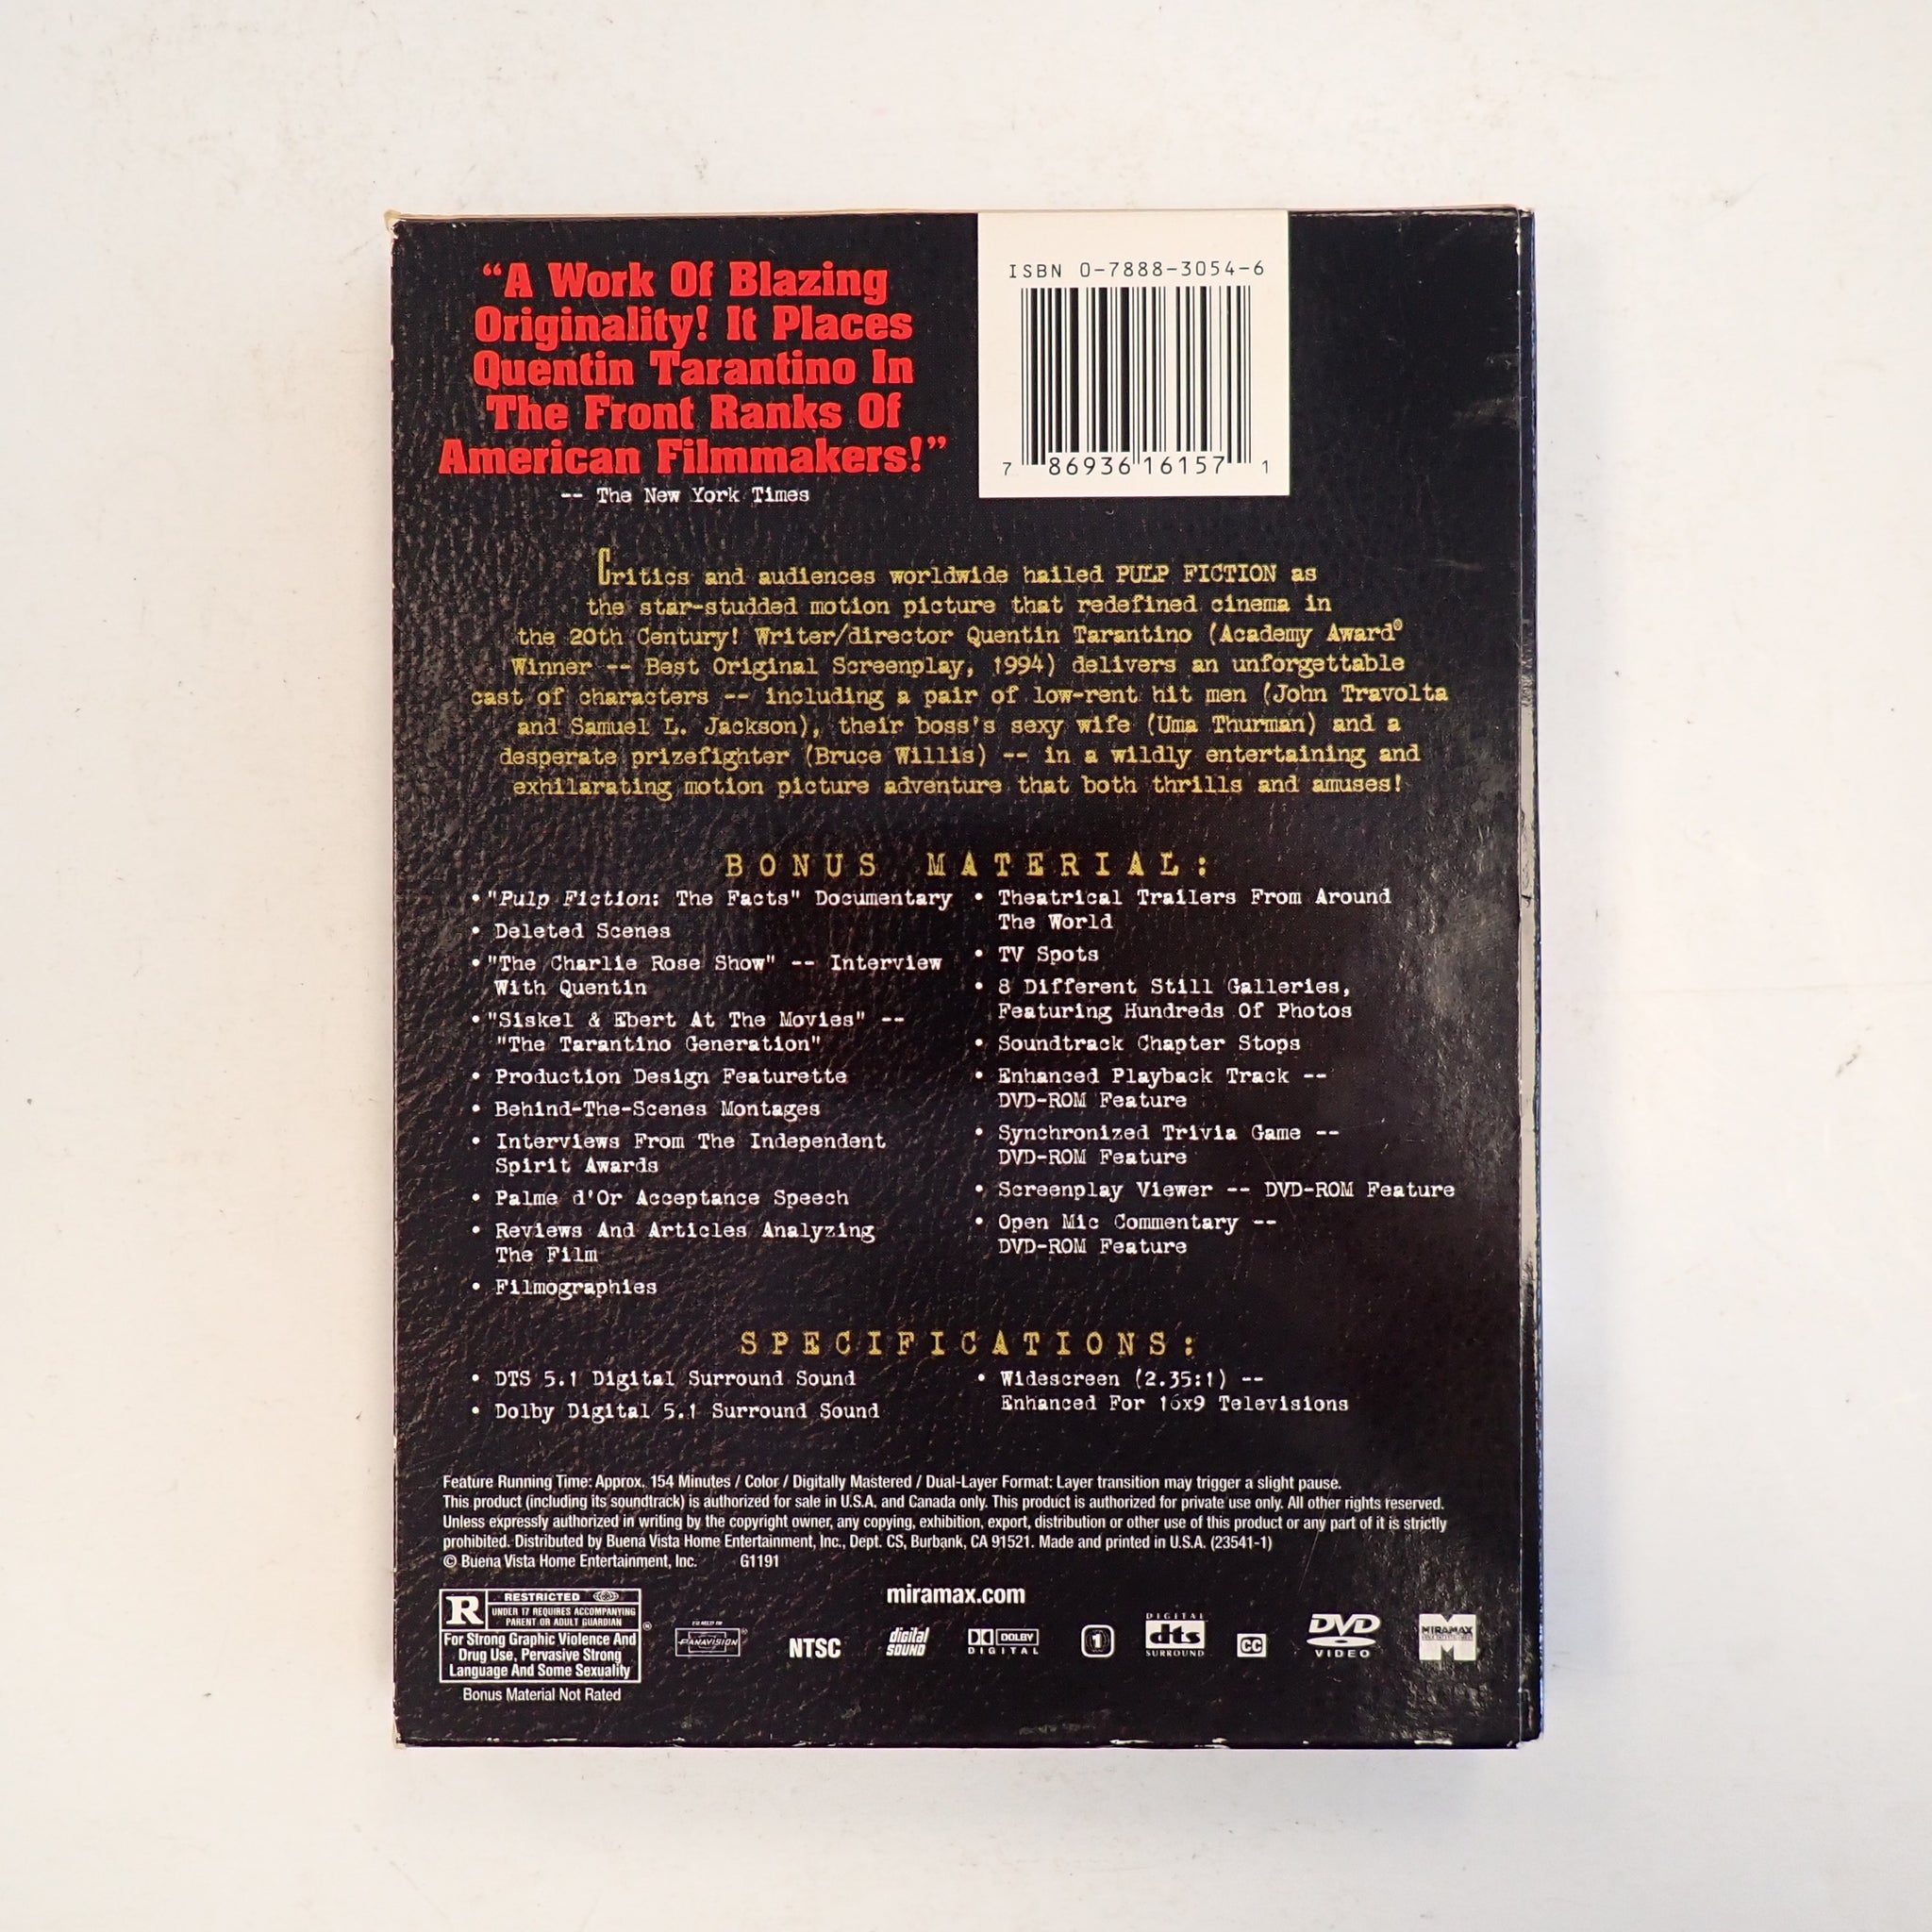 “A Work Of Blazing
Originality! It Places
Quentin Tarantino In
The Front Ranks Of
American Filmmakers!”
-- The New York Times
ISBN 0-7888-3054-6
7 86936 16157 1
Critics and audiences worldwide hailed PULP FICTION as
the star-studded motion picture that redefined cinema in
the 20th Century! Writer/director Quentin Tarantino (Academy Award®
Winner -- Best Original Screenplay, 1994) delivers an unforgettable
cast of characters -- including a pair of low-rent hit men (John Travolta
and Samuel L. Jackson), their boss's sexy wife (Uma Thurman) and a
desperate prizefighter (Bruce Willis) -- in a wildly entertaining and
exhilarating motion picture adventure that both thrills and amuses!
BONUS MATERIAL:
• "Pulp Fiction: The Facts" Documentary
• Deleted Scenes
• "The Charlie Rose Show" -- Interview
With Quentin
• "Siskel & Ebert At The Movies" --
"The Tarantino Generation"
• Production Design Featurette
• Behind-The-Scenes Montages
• Interviews From The Independent
Spirit Awards
• Palme d'Or Acceptance Speech
• Reviews And Articles Analyzing
The Film
• Filmographies
• Theatrical Trailers From Around
The World
• TV Spots
• 8 Different Still Galleries,
Featuring Hundreds Of Photos
• Soundtrack Chapter Stops
• Enhanced Playback Track --
DVD-ROM Feature
• Synchronized Trivia Game --
DVD-ROM Feature
• Screenplay Viewer -- DVD-ROM Feature
• Open Mic Commentary --
DVD-ROM Feature
SPECIFICATIONS:
• DTS 5.1 Digital Surround Sound
• Dolby Digital 5.1 Surround Sound
• Widescreen (2.35:1) --
Enhanced For 16x9 Televisions
Feature Running Time: Approx. 154 Minutes / Color / Digitally Mastered / Dual-Layer Format: Layer transition may trigger a slight pause.
This product (including its soundtrack) is authorized for sale in U.S.A. and Canada only. This product is authorized for private use only. All other rights reserved.
Unless expressly authorized in writing by the copyright owner, any copying, exhibition, export, distribution or other use of this product or any part of it is strictly
prohibited. Distributed by Buena Vista Home Entertainment, Inc., Dept. CS, Burbank, CA 91521. Made and printed in U.S.A. (23541-1)
© Buena Vista Home Entertainment, Inc. G1191
miramax.com
R RESTRICTED
UNDER 17 REQUIRES ACCOMPANYING
PARENT OR ADULT GUARDIAN
®
For Strong Graphic Violence And
Drug Use, Pervasive Strong
Language And Some Sexuality
Bonus Material Not Rated
PANAVISION®
NTSC
digital
SOUND
DOLBY
DIGITAL
1
DIGITAL
dts
SURROUND
CC
DVD
VIDEO
MIRAMAX